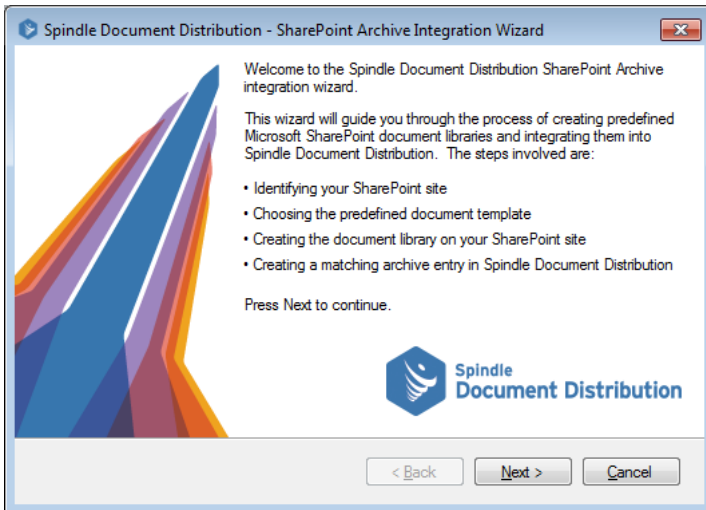 Spindle Document Distribution - SharePoint Archive Integration Wizard
Welcome to the Spindle Document Distribution SharePoint Archive
integration wizard.
This wizard will guide you through the process of creating predefined
Microsoft SharePoint document libraries and integrating them into
Spindle Document Distribution.  The steps involved are:
• Identifying your SharePoint site
• Choosing the predefined document template
• Creating the document library on your SharePoint site
• Creating a matching archive entry in Spindle Document Distribution
Press Next to continue.
Spindle
Document Distribution
< Back
Next >
Cancel